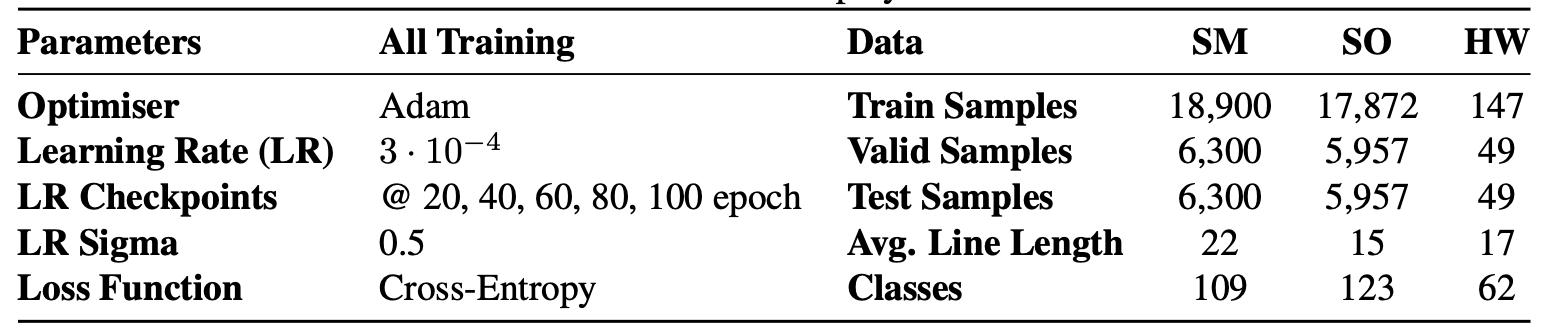 Parameters All Training Data SM SO HW
Optimiser Adam Train Samples 18,900 17,872 147
Learning Rate (LR) 3 · 10⁻⁴ Valid Samples 6,300 5,957 49
LR Checkpoints @ 20, 40, 60, 80, 100 epoch Test Samples 6,300 5,957 49
LR Sigma 0.5 Avg. Line Length 22 15 17
Loss Function Cross-Entropy Classes 109 123 62